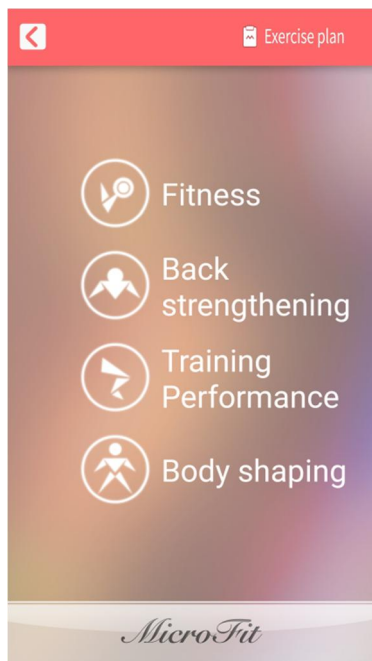 Exercise plan
Fitness
Back
strengthening
Training
Performance
Body shaping
MicroFit